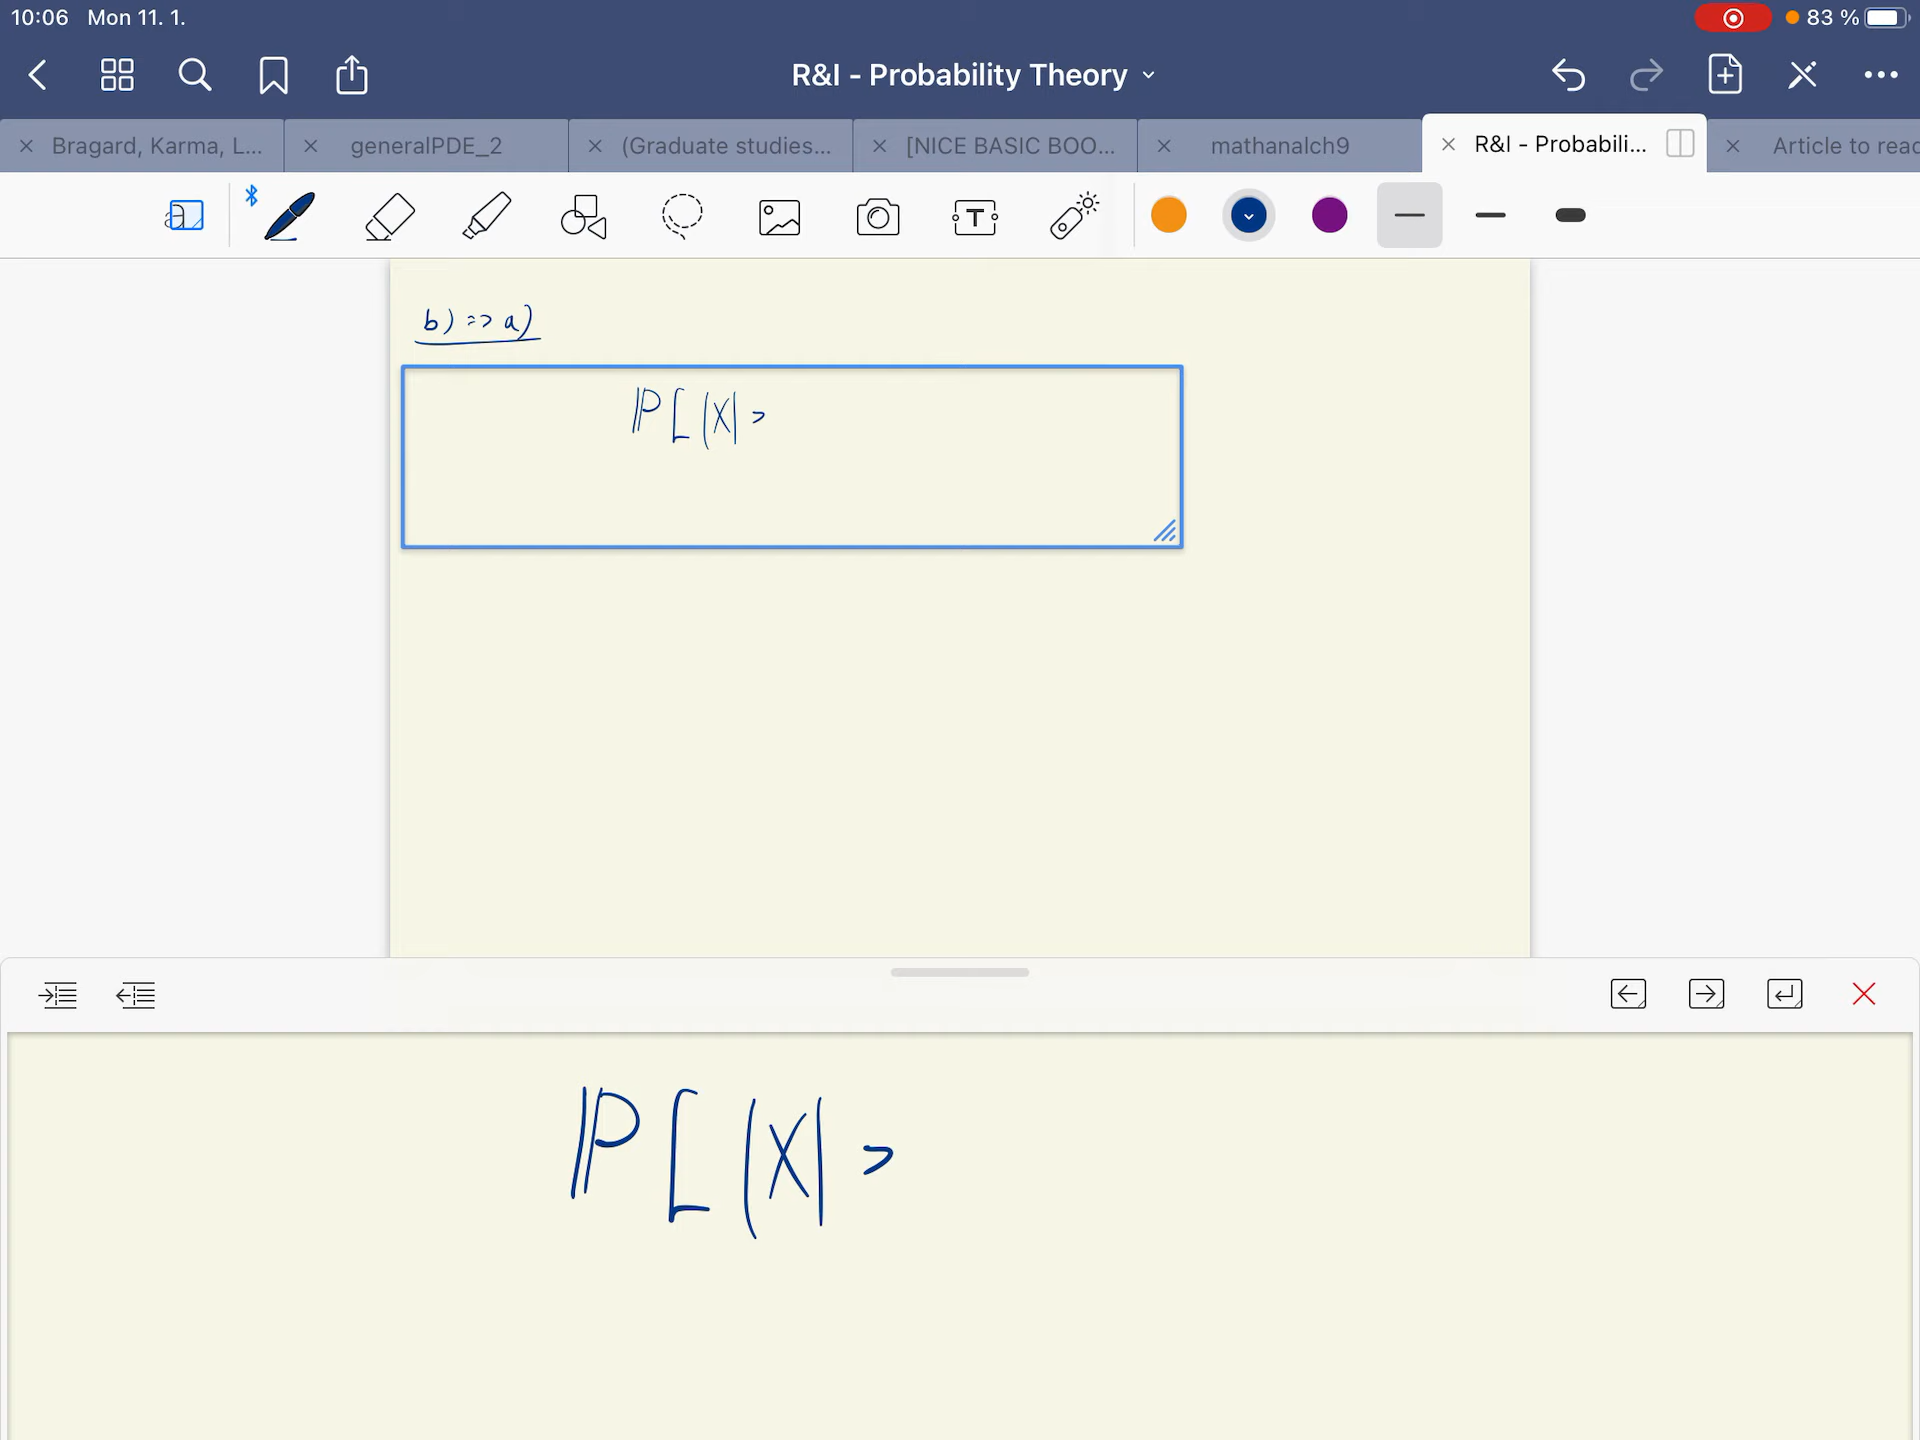 10:06 Mon 11. 1. 83 %
R&I - Probability Theory
Bragard, Karma, L... generalPDE_2 (Graduate studies... [NICE BASIC BOO... mathanalch9 R&I - Probabili... Article to read
a T
b) => a)
ℙ[|X| >
ℙ[|X| >